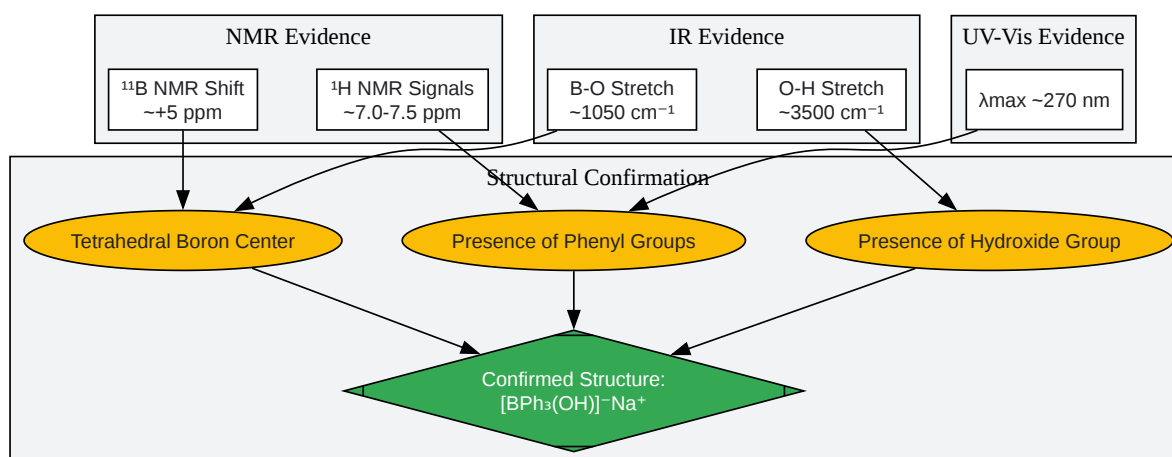 NMR Evidence
IR Evidence
UV-Vis Evidence
¹¹B NMR Shift
~+5 ppm
¹H NMR Signals
~7.0-7.5 ppm
B-O Stretch
~1050 cm⁻¹
O-H Stretch
~3500 cm⁻¹
λmax ~270 nm
Structural Confirmation
Tetrahedral Boron Center
Presence of Phenyl Groups
Presence of Hydroxide Group
Confirmed Structure:
[BPh₃(OH)]⁻Na⁺